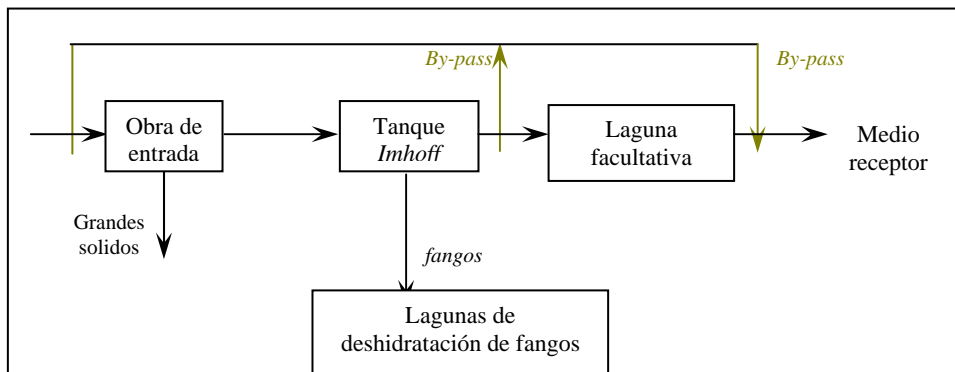 By-pass
By-pass
Obra de
entrada
Tanque
Imhoff
Laguna
facultativa
Medio
receptor
Grandes
solidos
fangos
Lagunas de
deshidratación de fangos